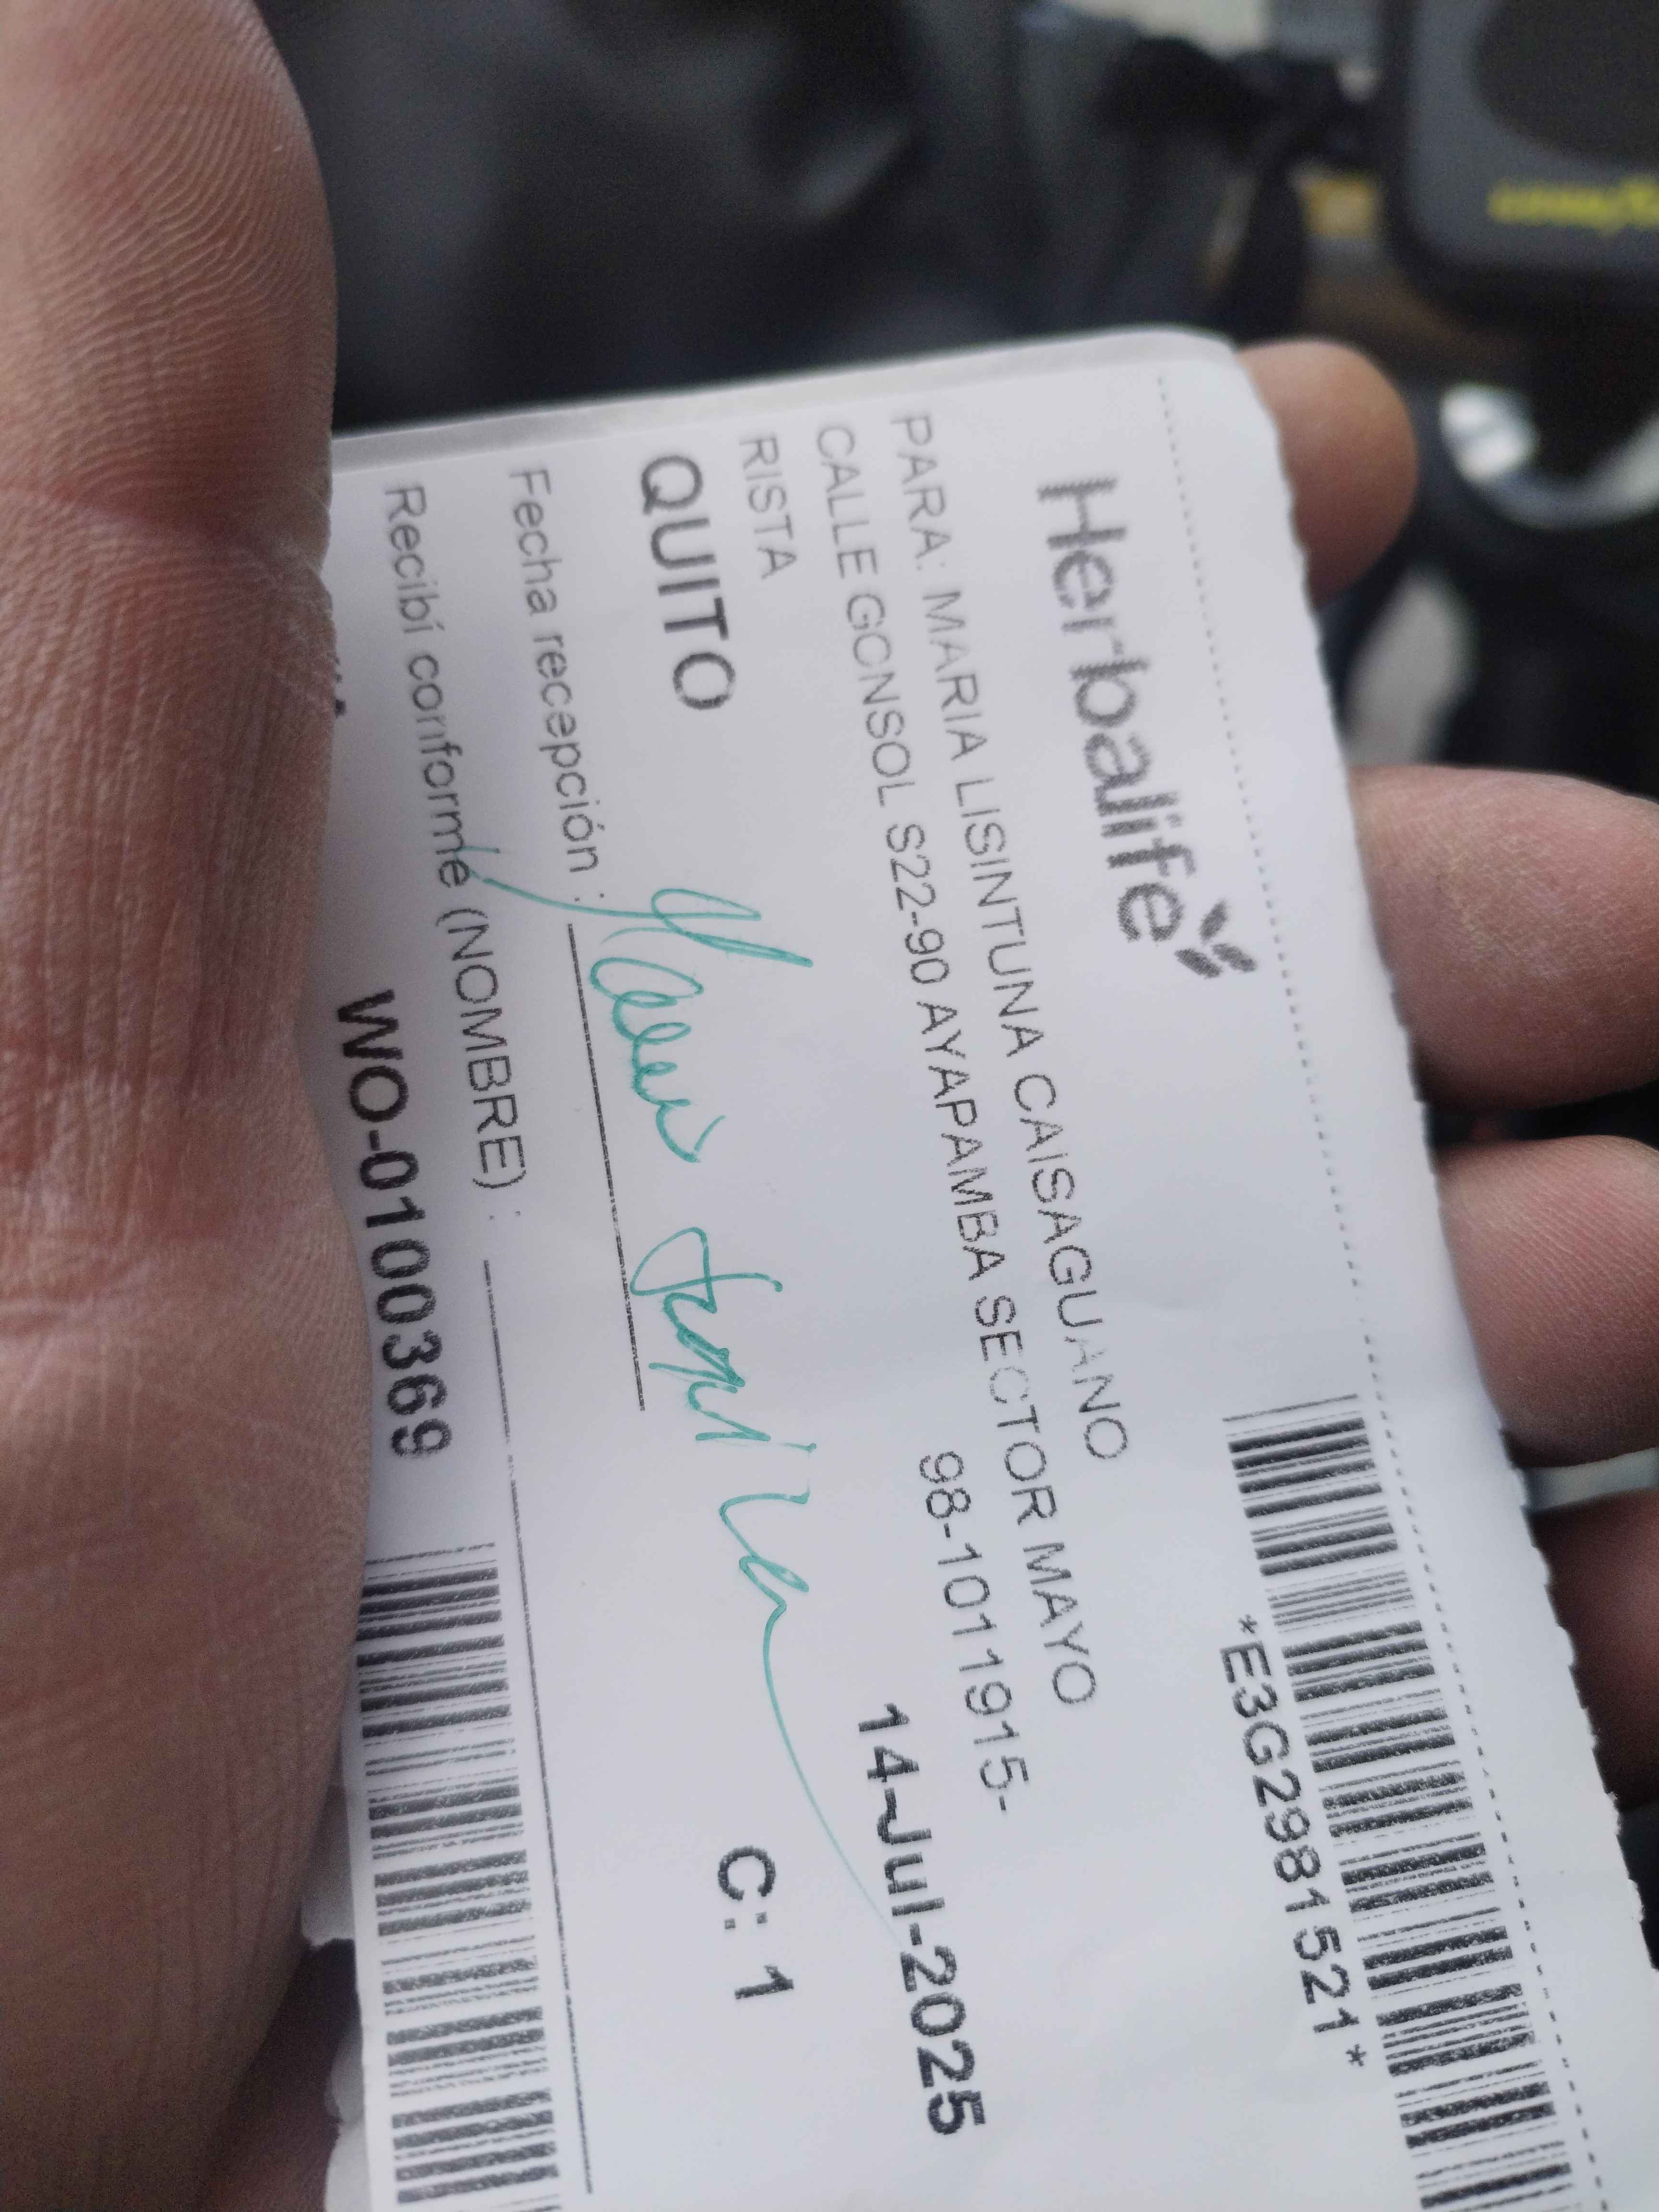 Herbalife
*E3G2981521*
PARA: MARIA LISINTUNA CAISAGUANO
CALLE GONSOL S22-90 AYAPAMBA SECTOR MAYO
RISTA
98-1011915-
QUITO
14-Jul-2025
C: 1
Fecha recepción :
Recibí conforme (NOMBRE) :
WO-0100369